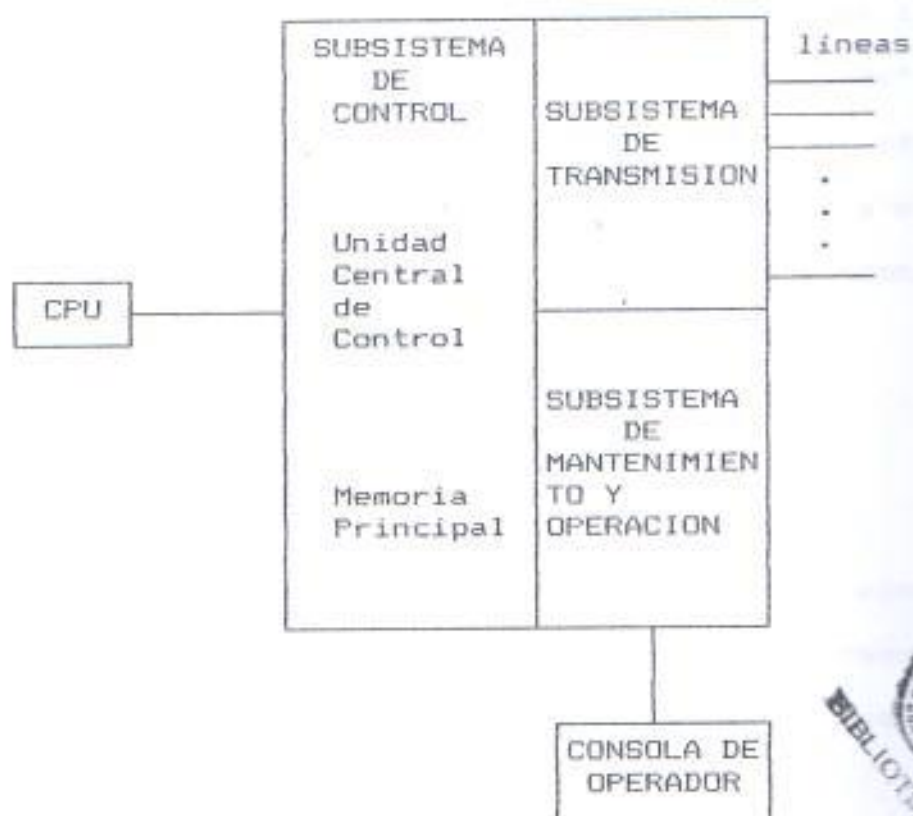 SUBSISTEMA
DE
CONTROL
Unidad
Central
de
Control
Memoria
Principal
SUBSISTEMA
DE
TRANSMISION
líneas
CPU
SUBSISTEMA
DE
MANTENIMIEN
TO Y
OPERACION
CONSOLA DE
OPERADOR